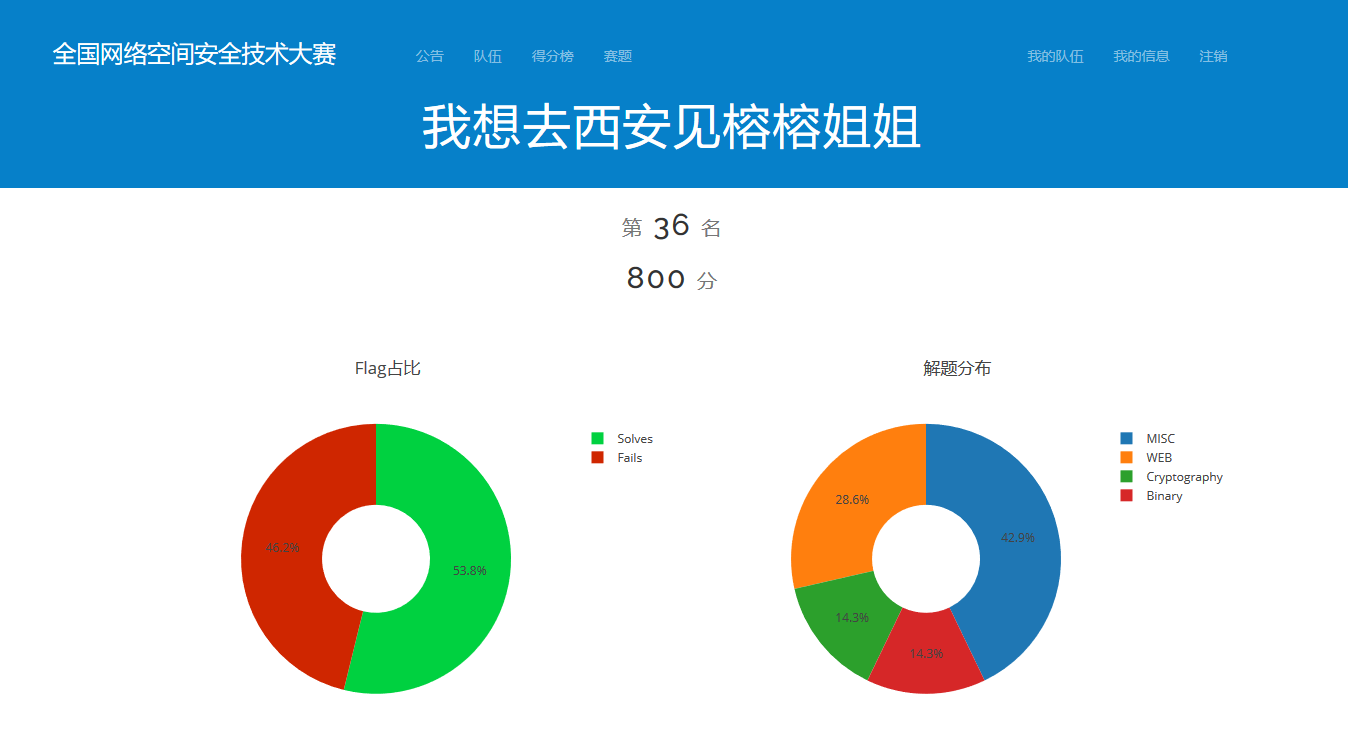 全国网络空间安全技术大赛 公告 队伍 得分榜 赛题 我的队伍 我的信息 注销
我想去西安见榕榕姐姐
第 36 名
800 分
Flag占比
Solves
Fails
46.2%
53.8%
解题分布
MISC
WEB
Cryptography
Binary
28.6%
42.9%
14.3%
14.3%